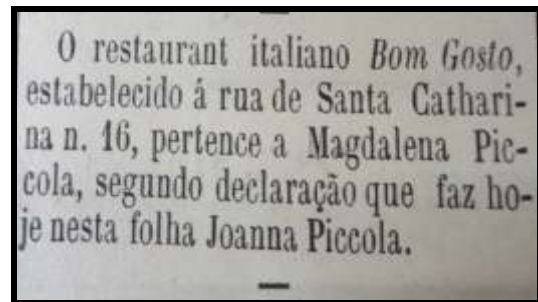 O restaurant italiano Bom Gosto,
estabelecido á rua de Santa Cathari-
na n. 16, pertence a Magdalena Pic-
cola, segundo declaração que faz ho-
je nesta folha Joanna Piccola.